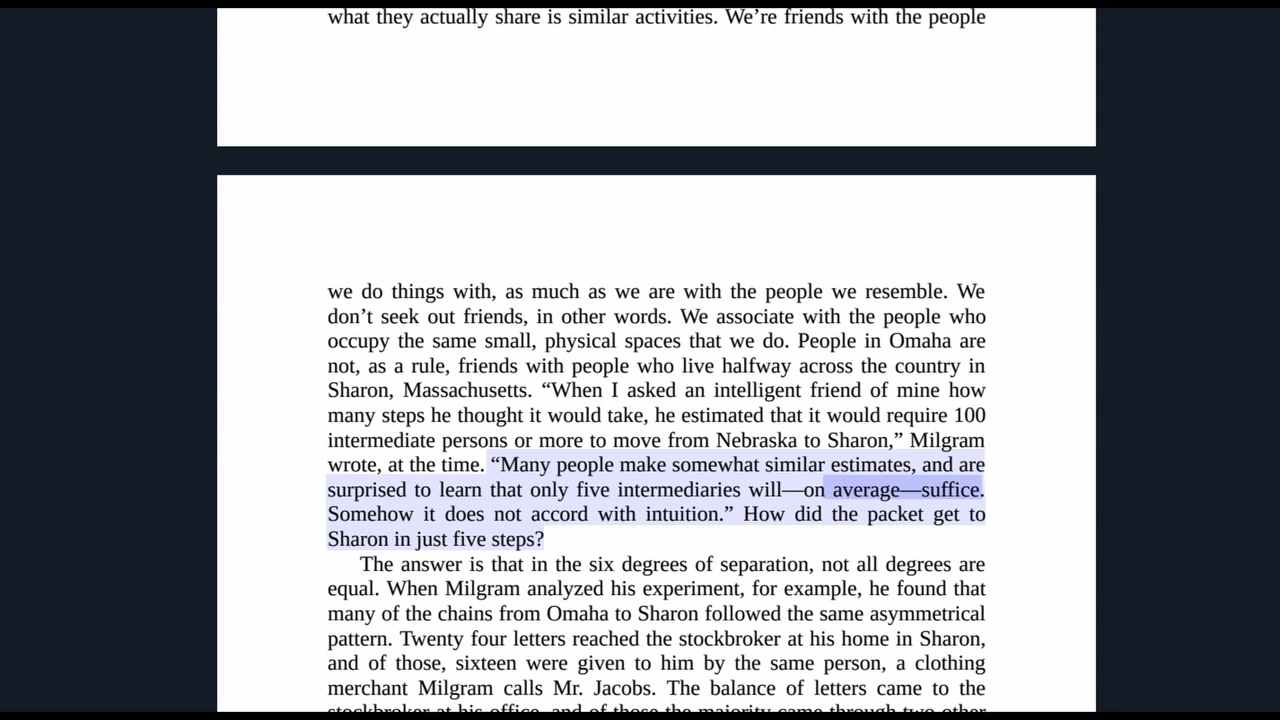 what they actually share is similar activities. We’re friends with the people
we do things with, as much as we are with the people we resemble. We
don’t seek out friends, in other words. We associate with the people who
occupy the same small, physical spaces that we do. People in Omaha are
not, as a rule, friends with people who live halfway across the country in
Sharon, Massachusetts. “When I asked an intelligent friend of mine how
many steps he thought it would take, he estimated that it would require 100
intermediate persons or more to move from Nebraska to Sharon,” Milgram
wrote, at the time. “Many people make somewhat similar estimates, and are
surprised to learn that only five intermediaries will—on average—suffice.
Somehow it does not accord with intuition.” How did the packet get to
Sharon in just five steps?
The answer is that in the six degrees of separation, not all degrees are
equal. When Milgram analyzed his experiment, for example, he found that
many of the chains from Omaha to Sharon followed the same asymmetrical
pattern. Twenty four letters reached the stockbroker at his home in Sharon,
and of those, sixteen were given to him by the same person, a clothing
merchant Milgram calls Mr. Jacobs. The balance of letters came to the
stockbroker at his office, and of those the majority came through two other